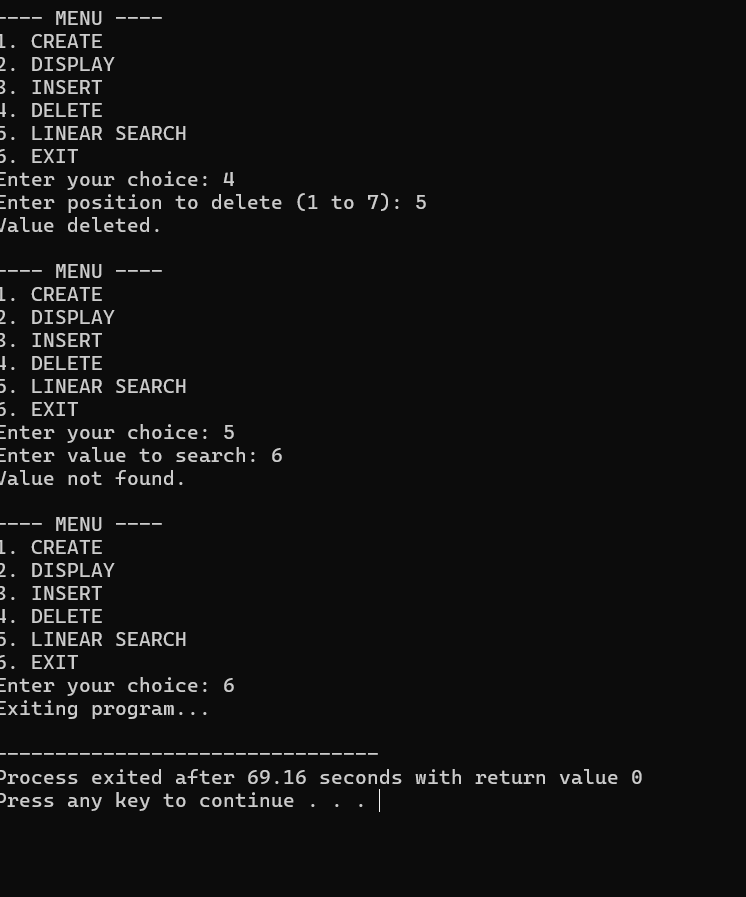 ---- MENU ----
1. CREATE
2. DISPLAY
3. INSERT
4. DELETE
5. LINEAR SEARCH
6. EXIT
Enter your choice: 4
Enter position to delete (1 to 7): 5
Value deleted.
---- MENU ----
1. CREATE
2. DISPLAY
3. INSERT
4. DELETE
5. LINEAR SEARCH
6. EXIT
Enter your choice: 5
Enter value to search: 6
Value not found.
---- MENU ----
1. CREATE
2. DISPLAY
3. INSERT
4. DELETE
5. LINEAR SEARCH
6. EXIT
Enter your choice: 6
Exiting program...
--------------------------------
Process exited after 69.16 seconds with return value 0
Press any key to continue . . .